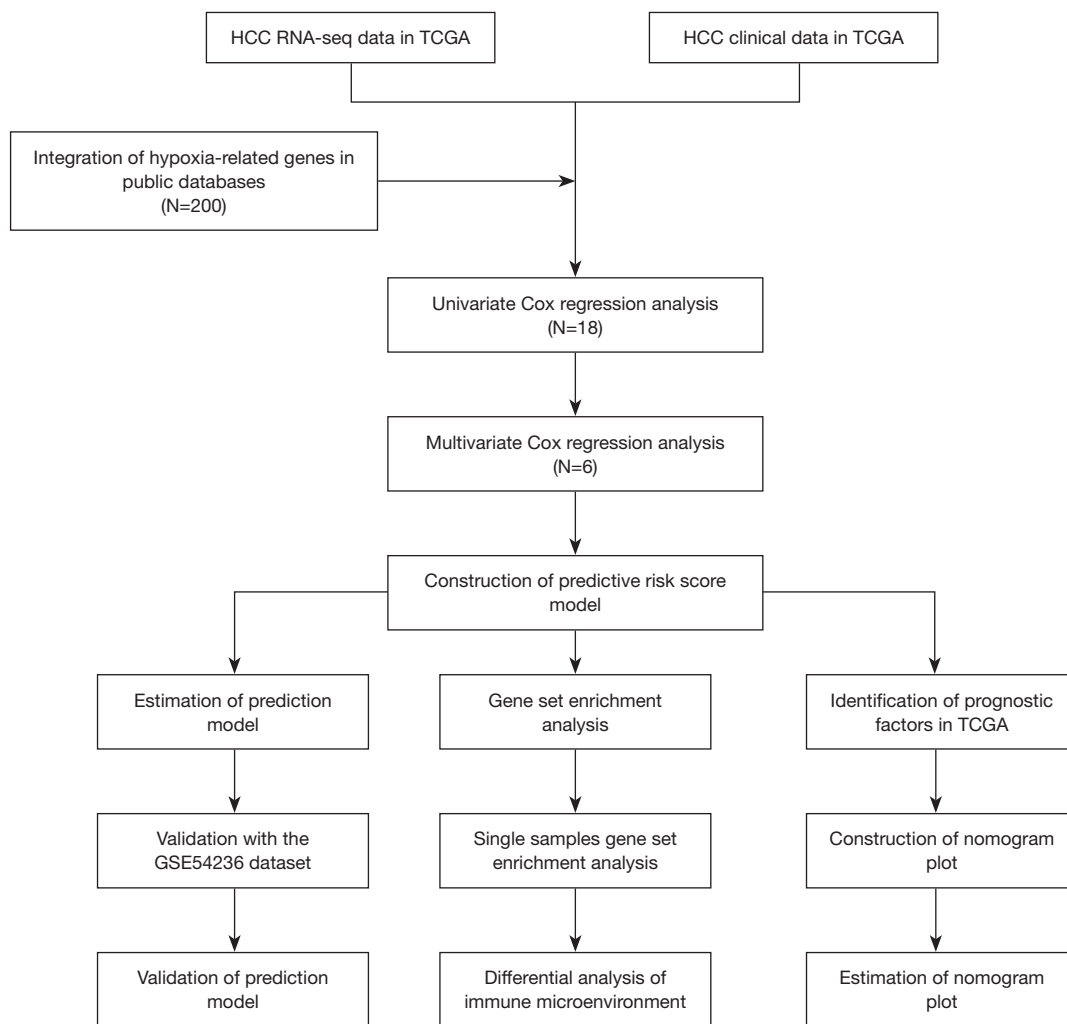 HCC RNA-seq data in TCGA
HCC clinical data in TCGA
Integration of hypoxia-related genes in
public databases
(N=200)
Univariate Cox regression analysis
(N=18)
Multivariate Cox regression analysis
(N=6)
Construction of predictive risk score
model
Estimation of prediction
model
Gene set enrichment
analysis
Identification of prognostic
factors in TCGA
Validation with the
GSE54236 dataset
Single samples gene set
enrichment analysis
Construction of nomogram
plot
Validation of prediction
model
Differential analysis of
immune microenvironment
Estimation of nomogram
plot